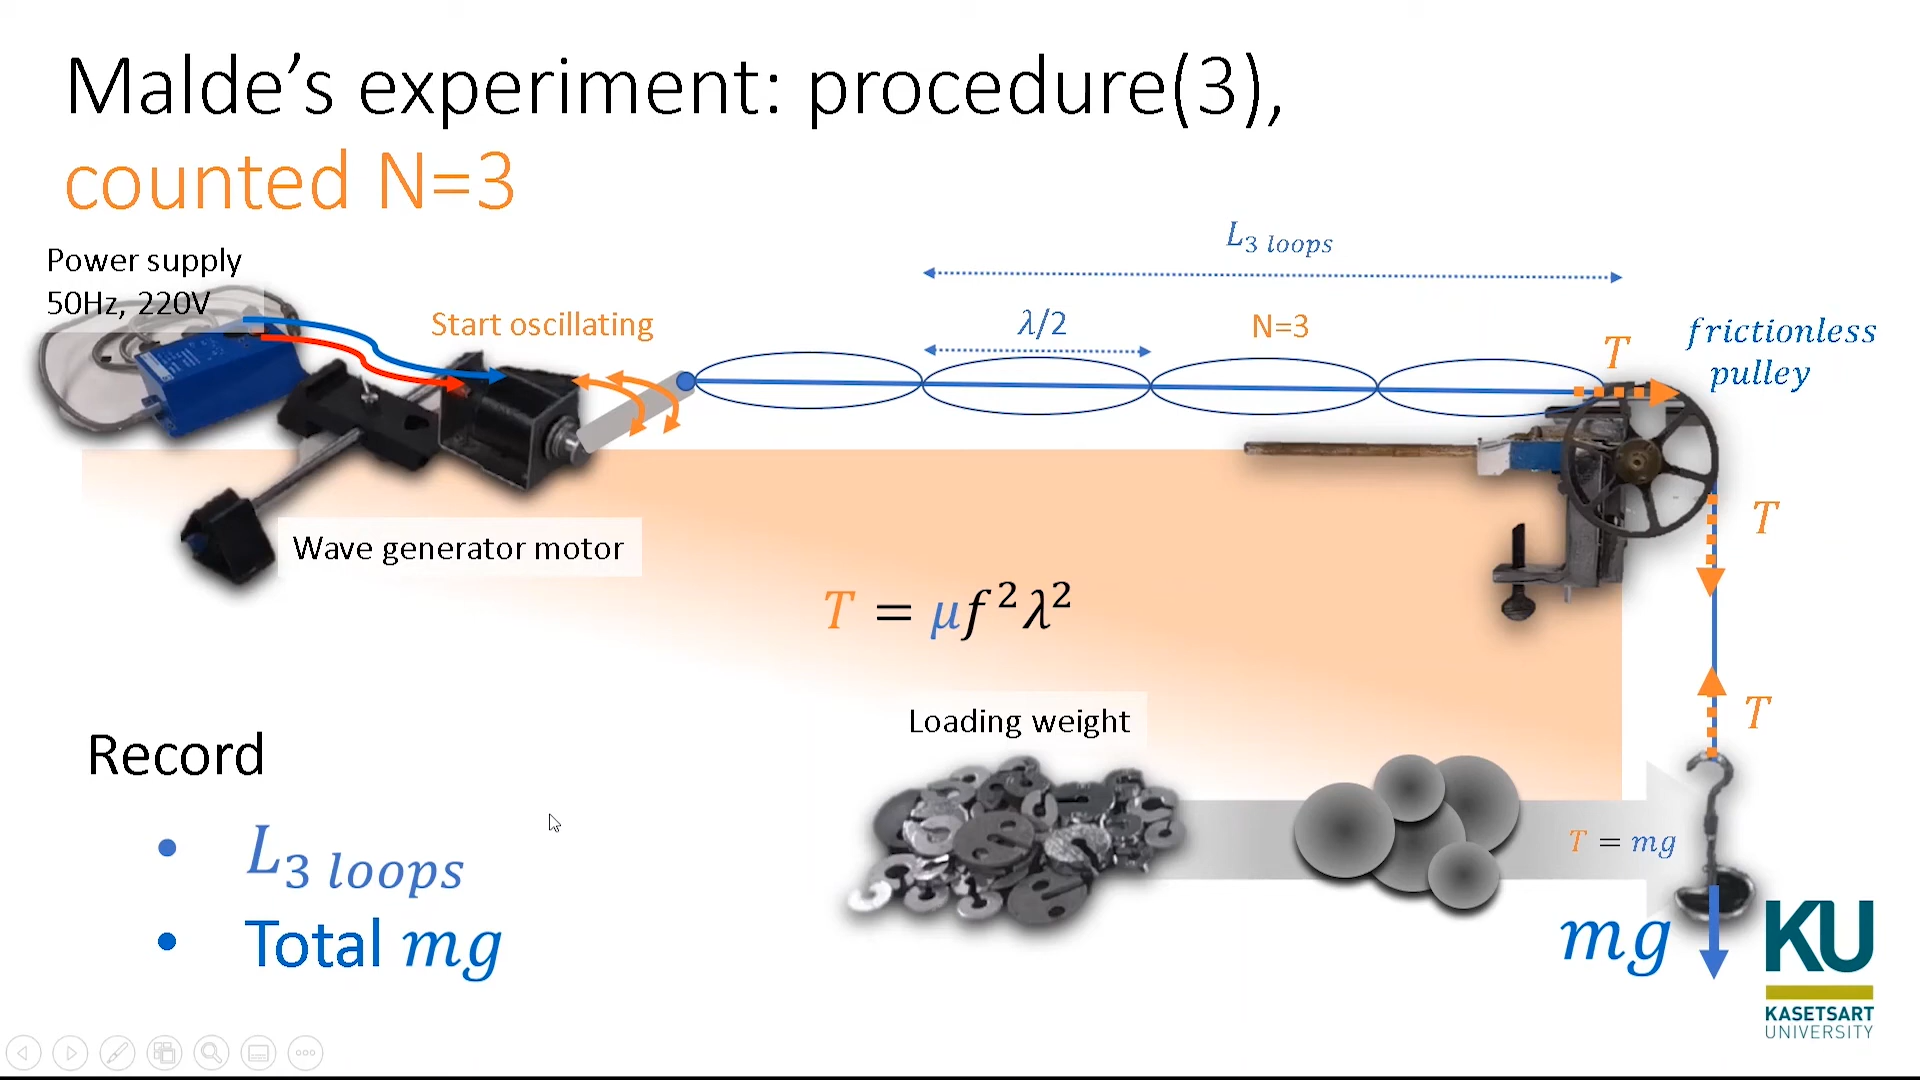 Malde’s experiment: procedure(3),
counted N=3
Power supply
50Hz, 220V
Start oscillating
L₃ loops
λ/2
N=3
T
frictionless
pulley
T
Wave generator motor
T = μf²λ²
T
Loading weight
Record
• L₃ loops
• Total mg
T = mg
mg
KU
KASETSART
UNIVERSITY